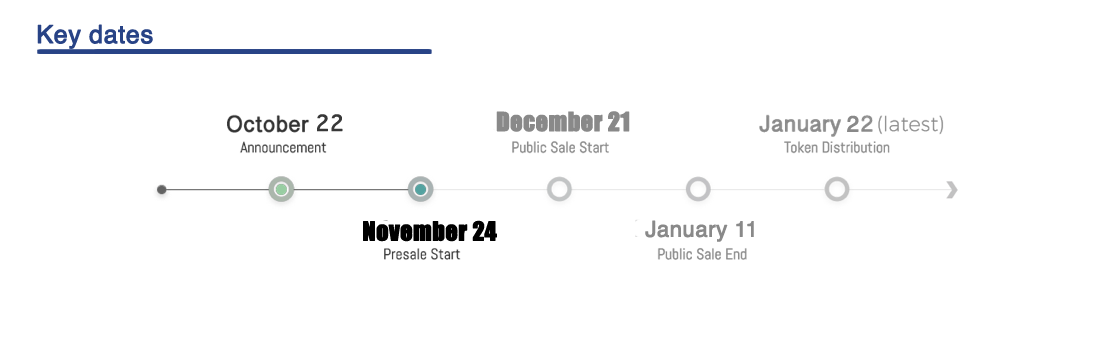 Key dates
October 22
Announcement
November 24
Presale Start
December 21
Public Sale Start
January 11
Public Sale End
January 22 (latest)
Token Distribution